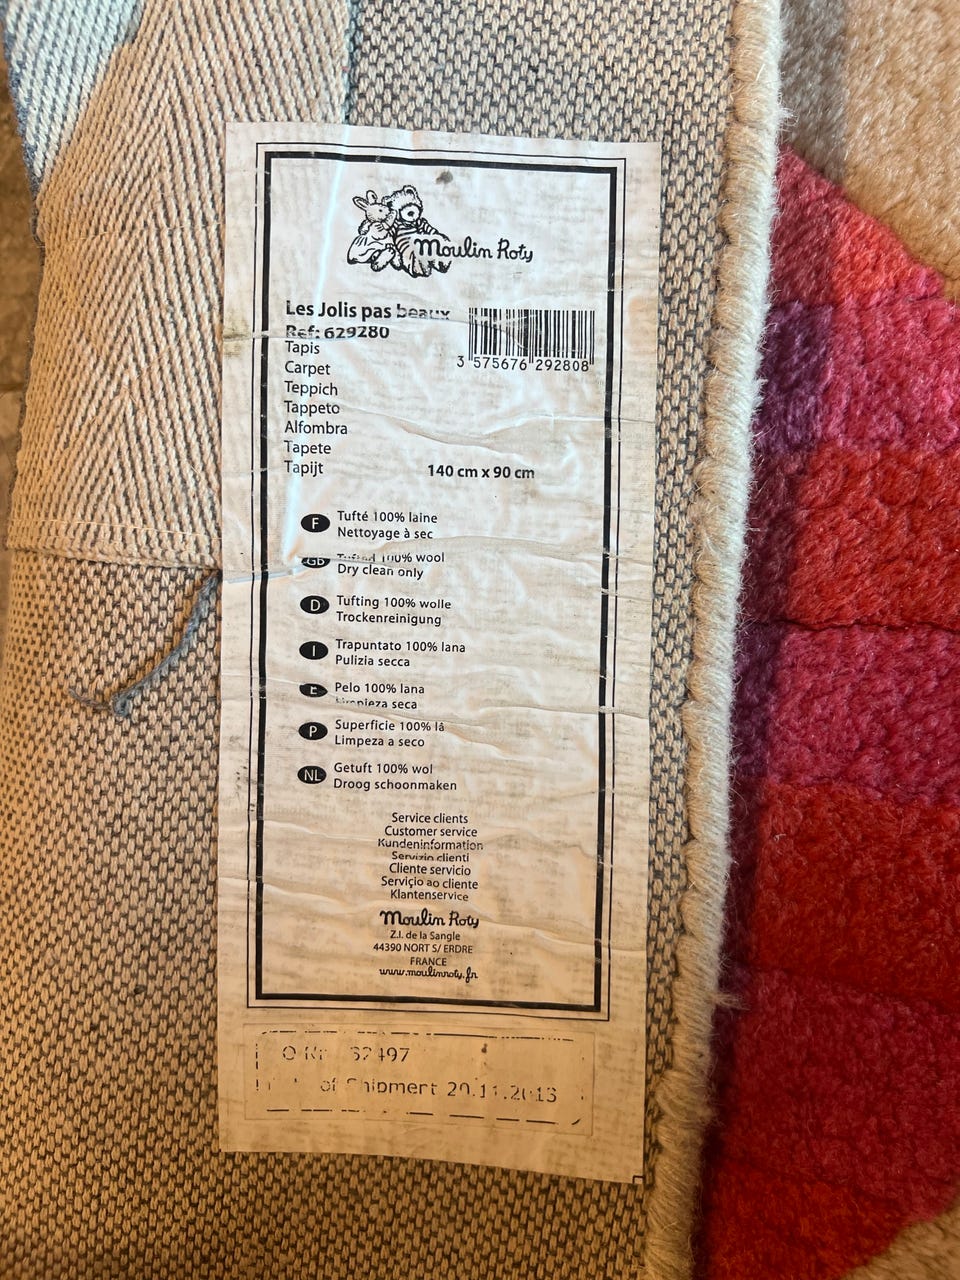 Moulin Roty
Les Jolis pas beaux
Ref: 629280
3 575676 292808
Tapis
Carpet
Teppich
Tappeto
Alfombra
Tapete
Tapijt
140 cm x 90 cm
F Tufté 100% laine
Nettoyage à sec
GB Tufted 100% wool
Dry clean only
D Tufting 100% wolle
Trockenreinigung
I Trapuntato 100% lana
Pulizia secca
E Pelo 100% lana
Limpieza seca
P Superficie 100% lã
Limpeza a seco
NL Getuft 100% wol
Droog schoonmaken
Service clients
Customer service
Kundeninformation
Servizio clienti
Cliente servicio
Serviço ao cliente
Klantenservice
Moulin Roty
Z.I. de la Sangle
44390 NORT S/ ERDRE
FRANCE
www.moulinroty.fr
of Shipment